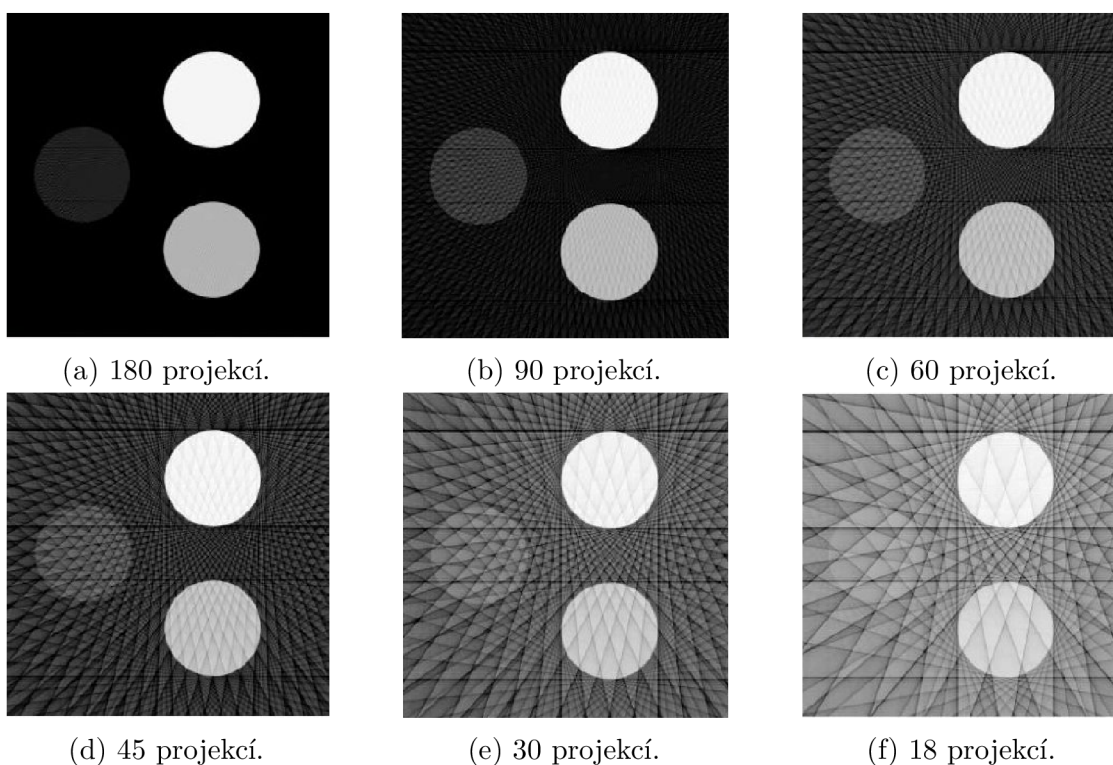 (a) 180 projekcí.
(b) 90 projekcí.
(c) 60 projekcí.
(d) 45 projekcí.
(e) 30 projekcí.
(f) 18 projekcí.